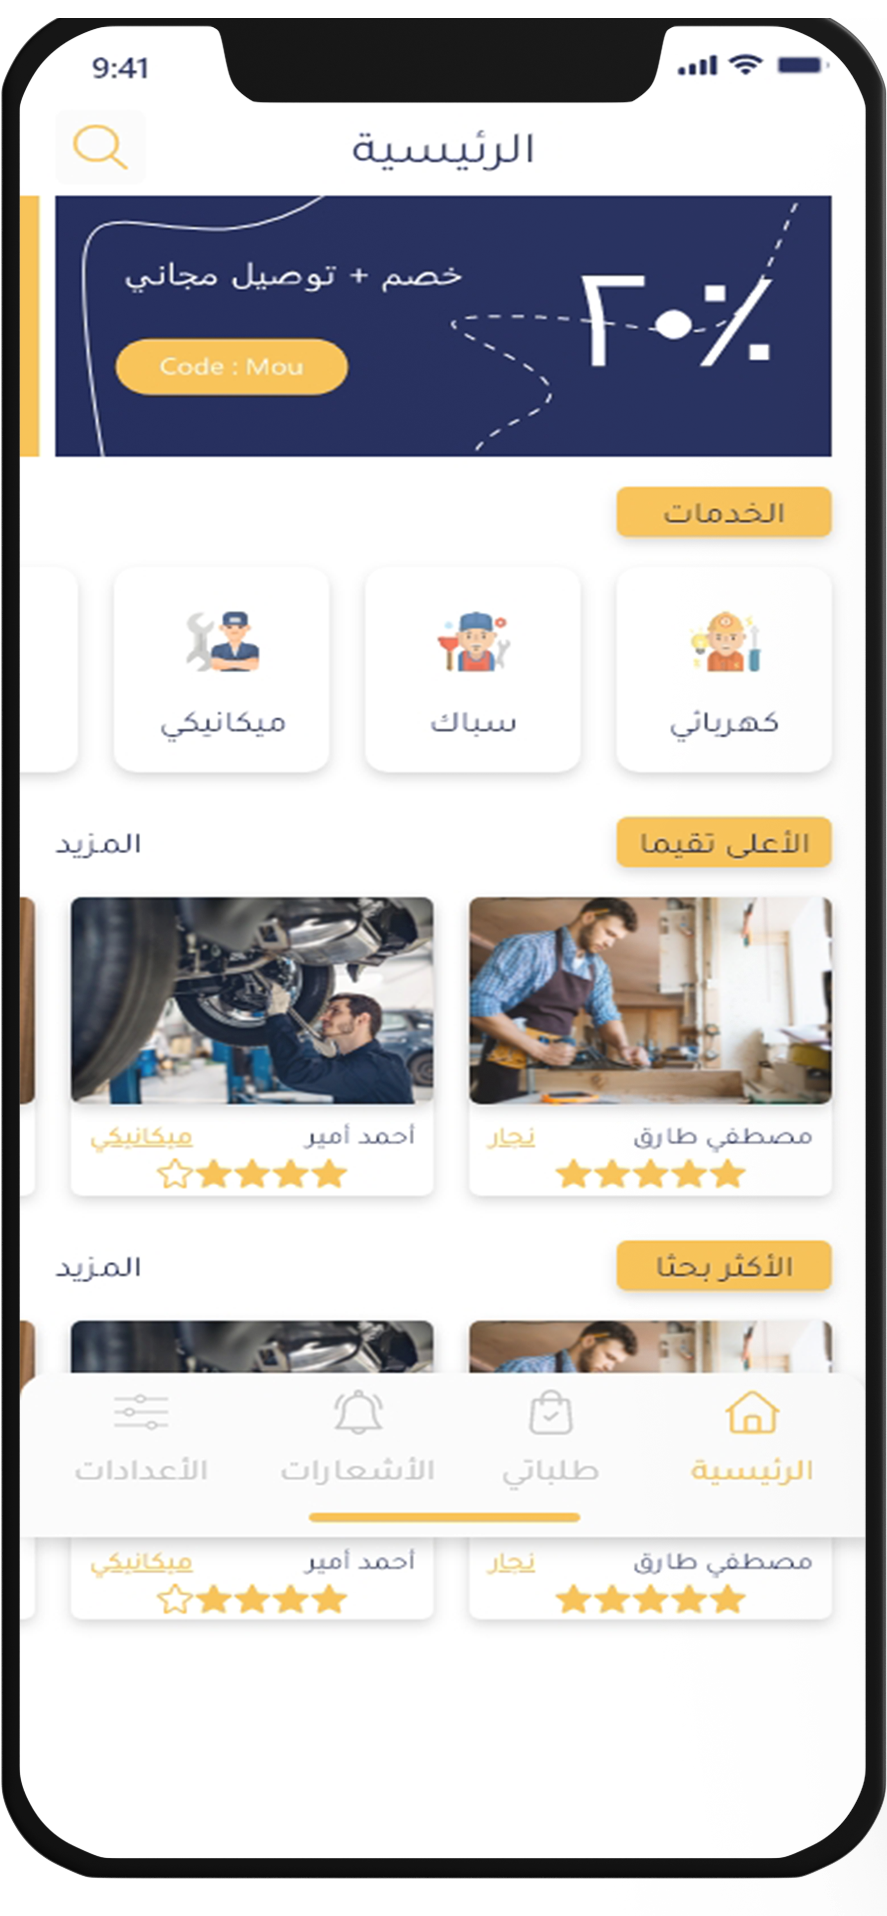 9:41
الرئيسية
٢٠٪
خصم + توصيل مجاني
Code : Mou
الخدمات
كهربائي
سباك
ميكانيكي
الأعلى تقيما
المزيد
مصطفي طارق
نجار
أحمد أمير
ميكانيكي
الأكثر بحثا
المزيد
الرئيسية
طلباتي
الأشعارات
الأعدادات
مصطفي طارق
نجار
أحمد أمير
ميكانيكي